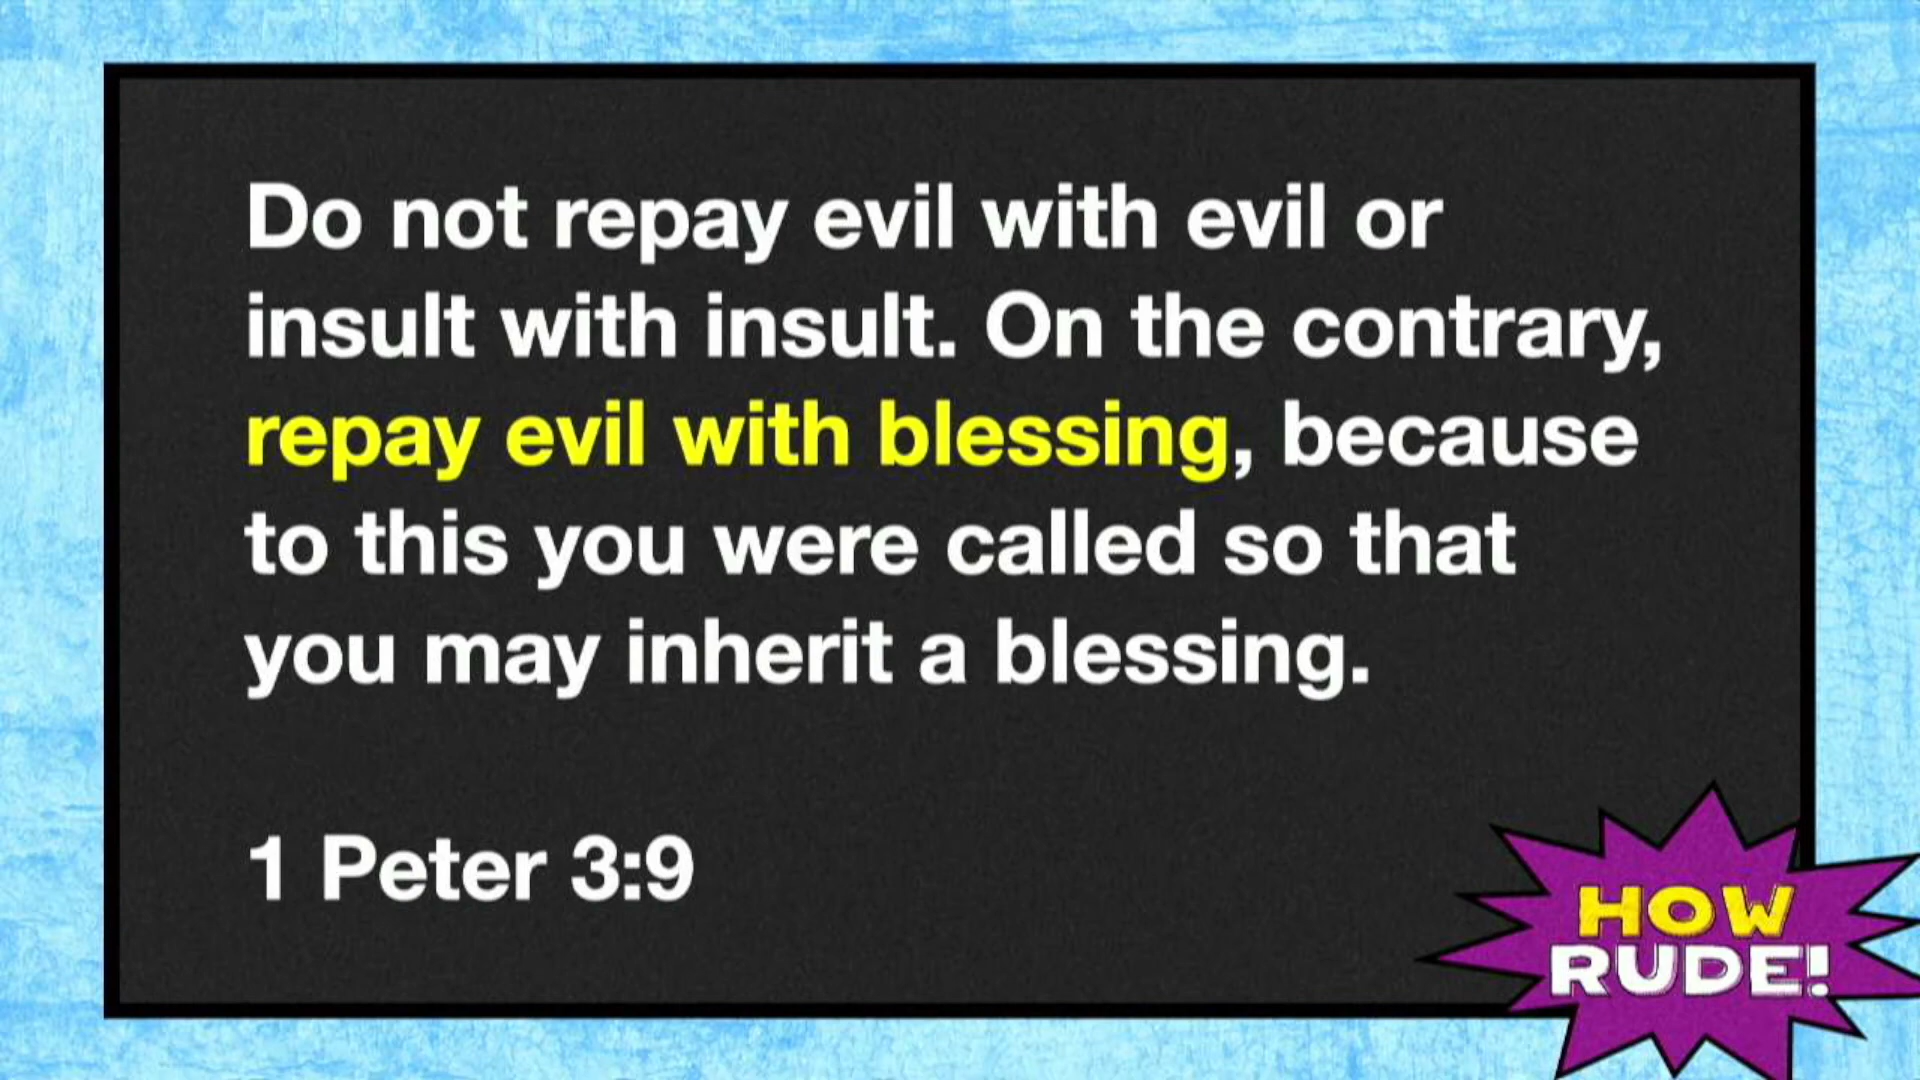 Do not repay evil with evil or
insult with insult. On the contrary,
repay evil with blessing, because
to this you were called so that
you may inherit a blessing.
1 Peter 3:9
HOW
RUDE!